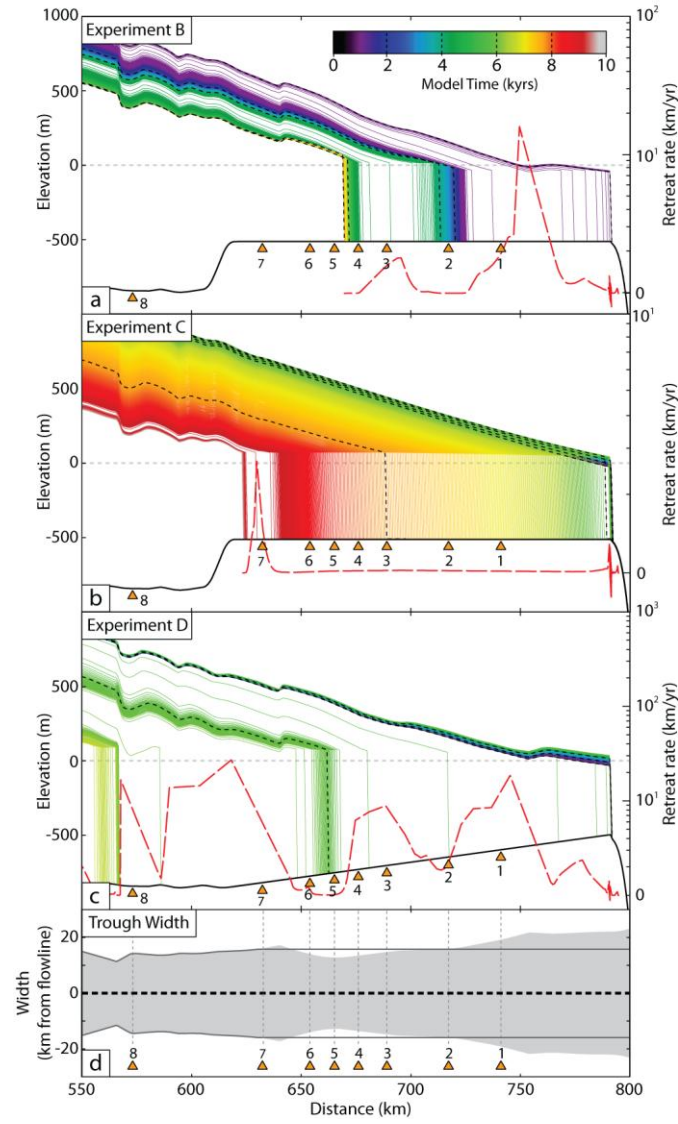 1000
Experiment B
10²
0 2 4 6 8 10
Model Time (kyrs)
500
0
-500
Elevation (m)
10¹
0
Retreat rate (km/yr)
8 7 6 5 4 3 2 1
a
Experiment C
10¹
500
0
-500
Elevation (m)
0
Retreat rate (km/yr)
8 7 6 5 4 3 2 1
b
10³
Experiment D
500
0
-500
Elevation (m)
10²
10¹
0
Retreat rate (km/yr)
8 7 6 5 4 3 2 1
c
Trough Width
20
0
-20
Width
(km from flowline)
8 7 6 5 4 3 2 1
d
550 600 650 700 750 800
Distance (km)